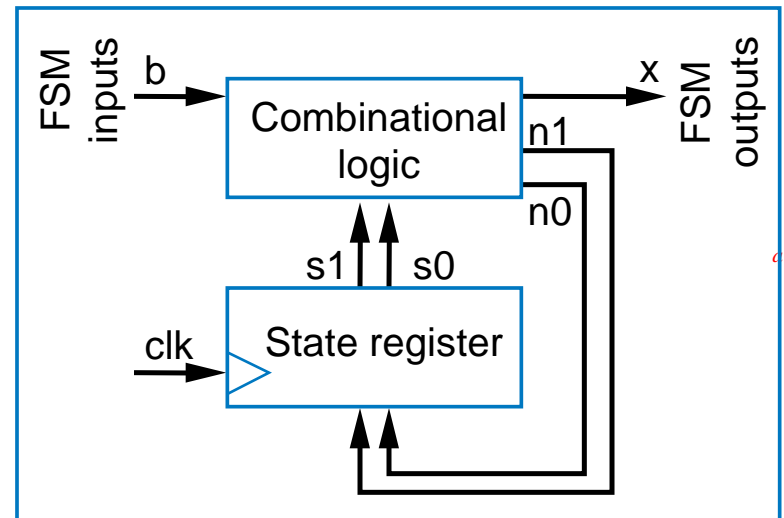 FSM
inputs
b
x
FSM
outputs
Combinational
logic
n1
n0
s1
s0
clk
State register